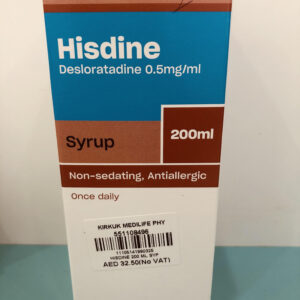 Hisdine
Desloratadine 0.5mg/ml
Syrup
200ml
Non-sedating, Antiallergic
Once daily
KIRKUK MEDILIFE PHY
551108496
HISDINE 200 ML SYP
AED 32.50(No VAT)